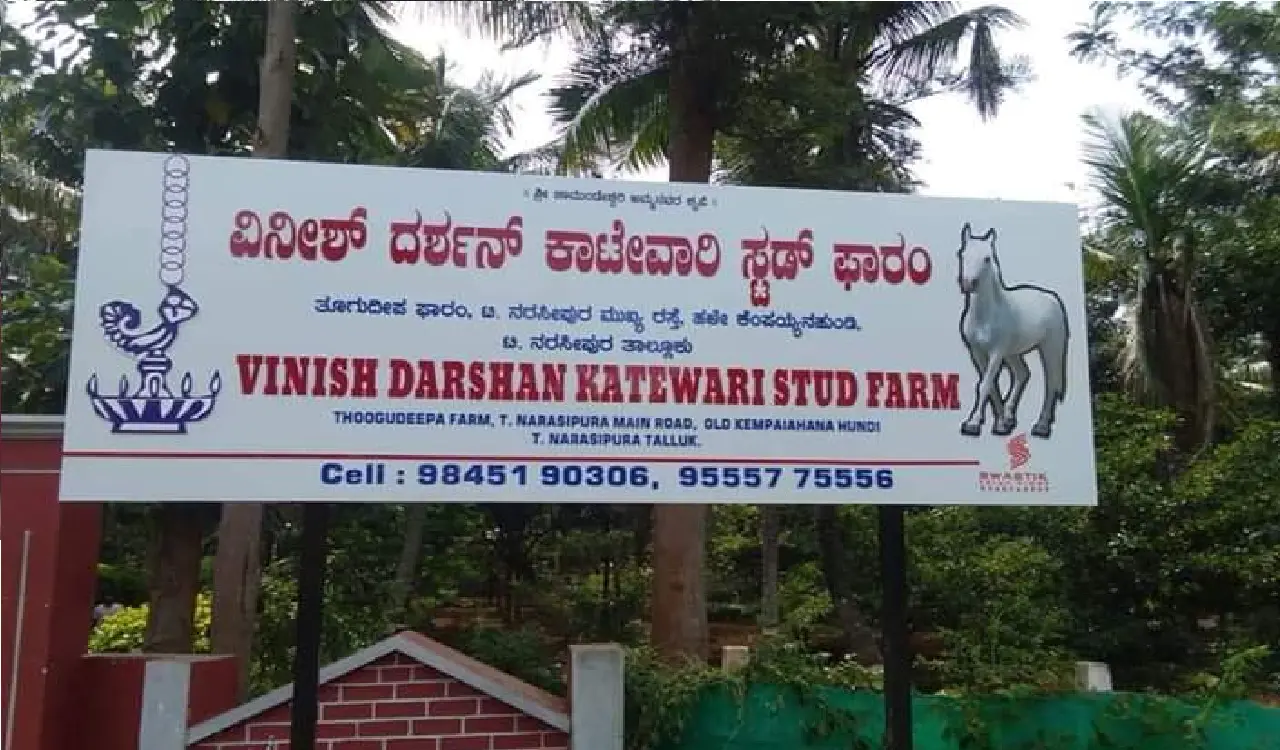 ॥ ಶ್ರೀ ಚಾಮುಂಡೇಶ್ವರಿ ಅಮ್ಮನವರ ಕೃಪೆ ॥
ವಿನೀಶ್ ದರ್ಶನ್ ಕಾಟೇವಾರಿ ಸ್ಟಡ್ ಫಾರಂ
ತೂಗುದೀಪ ಫಾರಂ, ಟಿ. ನರಸೀಪುರ ಮುಖ್ಯ ರಸ್ತೆ, ಹಳೇ ಕೆಂಪಯ್ಯನಹುಂಡಿ,
ಟಿ. ನರಸೀಪುರ ತಾಲ್ಲೂಕು
VINISH DARSHAN KATEWARI STUD FARM
THOOGUDEEPA FARM, T. NARASIPURA MAIN ROAD, OLD KEMPAIAHANA HUNDI
T. NARASIPURA TALLUK.
Cell : 98451 90306, 95557 75556
SWASTIK